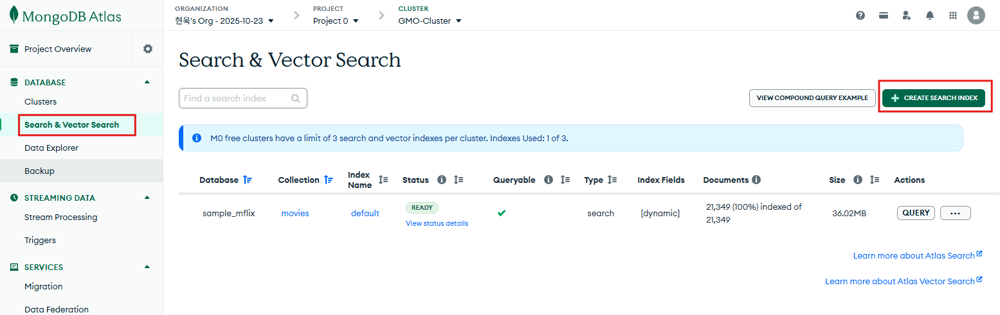 MongoDB Atlas
ORGANIZATION
현욱's Org - 2025-10-23
PROJECT
Project 0
CLUSTER
GMO-Cluster
Project Overview
DATABASE
Clusters
Search & Vector Search
Data Explorer
Backup
STREAMING DATA
Stream Processing
Triggers
SERVICES
Migration
Data Federation
Search & Vector Search
Find a search index
VIEW COMPOUND QUERY EXAMPLE
CREATE SEARCH INDEX
M0 free clusters have a limit of 3 search and vector indexes per cluster. Indexes Used: 1 of 3.
Database Collection Index Name Status Queryable Type Index Fields Documents Size Actions
sample_mflix movies default READY search [dynamic] 21,349 (100%) indexed of 36.02MB QUERY ...
View status details 21,349
Learn more about Atlas Search
Learn more about Atlas Vector Search